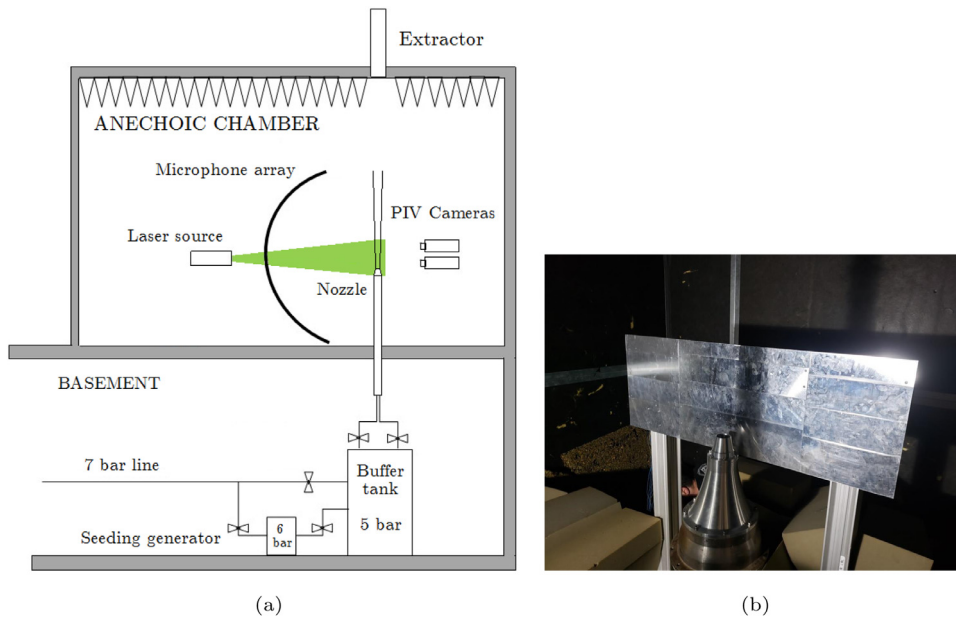 Extractor
ANECHOIC CHAMBER
Microphone array
PIV Cameras
Laser source
Nozzle
BASEMENT
7 bar line
Buffer
tank
5 bar
Seeding generator
6
bar
(a)
(b)